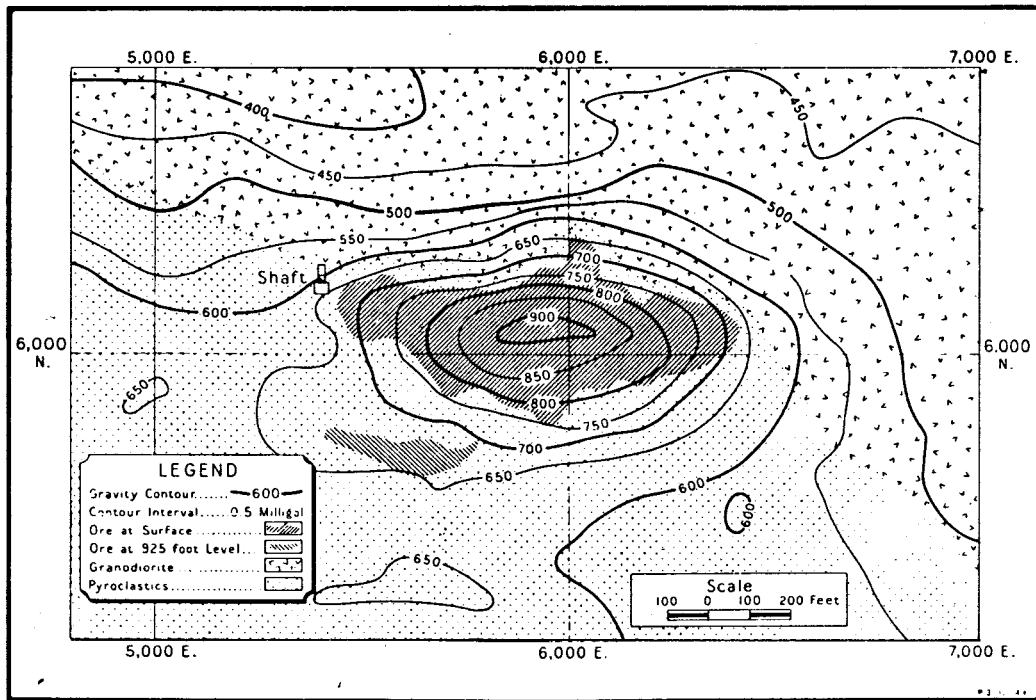 5,000 E. 6,000 E. 7,000 E.
400
450
450
500
500
550
650
700
Shaft
750
800
600
900
6,000 N.
6,000 N.
650
850
800
750
700
650
600
600
650
LEGEND
Gravity Contour...... 600
Contour Interval..... 0.5 Milligal
Ore at Surface......
Ore at 925 foot Level...
Granodiorite........
Pyroclastics........
Scale
100 0 100 200 Feet
5,000 E. 6,000 E. 7,000 E.